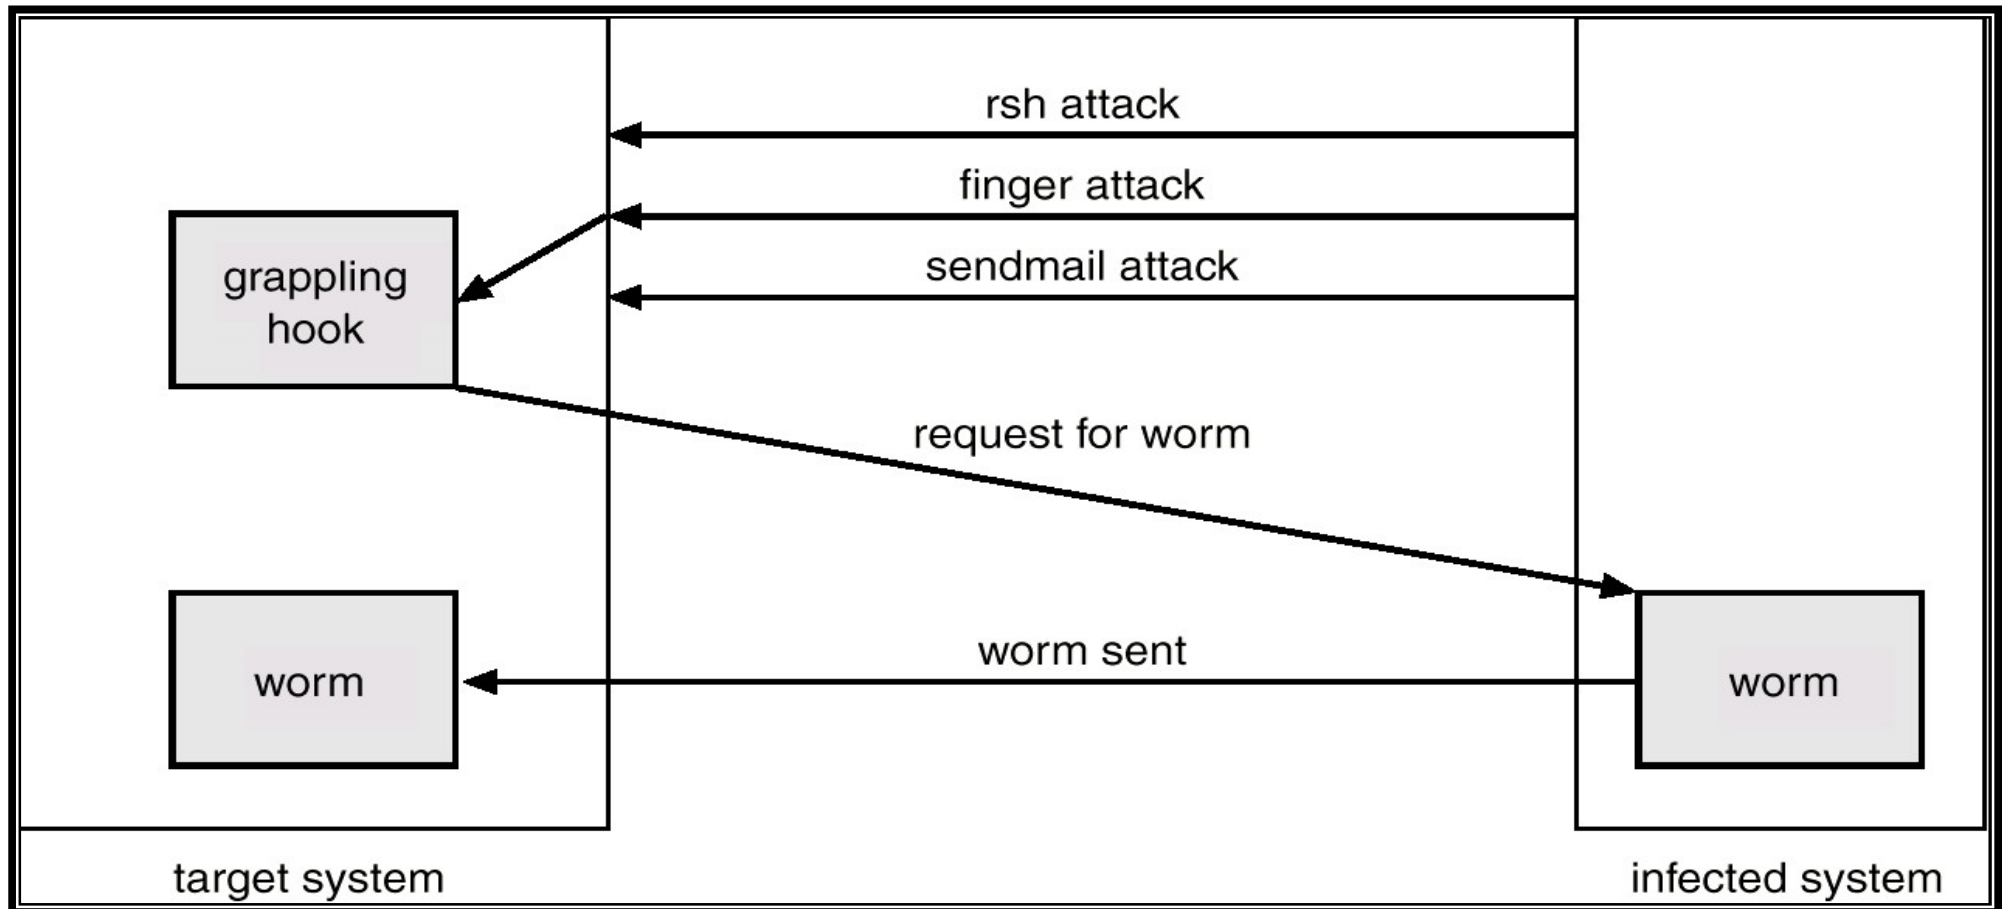 rsh attack
finger attack
sendmail attack
grappling
hook
request for worm
worm sent
worm
worm
target system
infected system